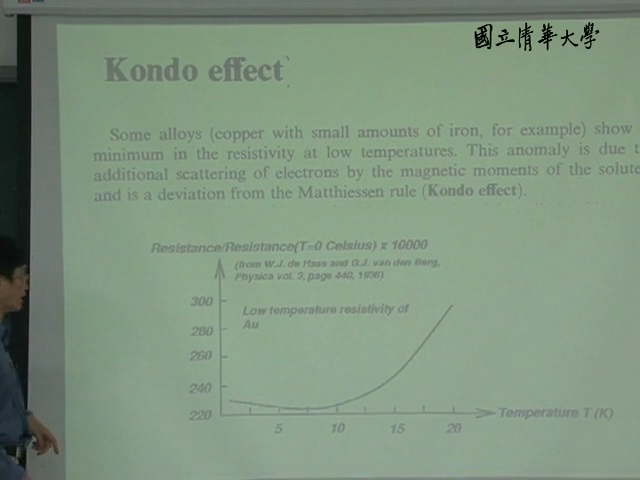 國立清華大學
Kondo effect
Some alloys (copper with small amounts of iron, for example) show
minimum in the resistivity at low temperatures. This anomaly is due t
additional scattering of electrons by the magnetic moments of the solute
and is a deviation from the Matthiessen rule (Kondo effect).
Resistance/Resistance(T=0 Celsius) x 10000
(from W.J. de Haas and G.J. van den Berg,
Physica vol. 3, page 440, 1936)
300
Low temperature resistivity of
Au
280
260
240
220
Temperature T (K)
5 10 15 20